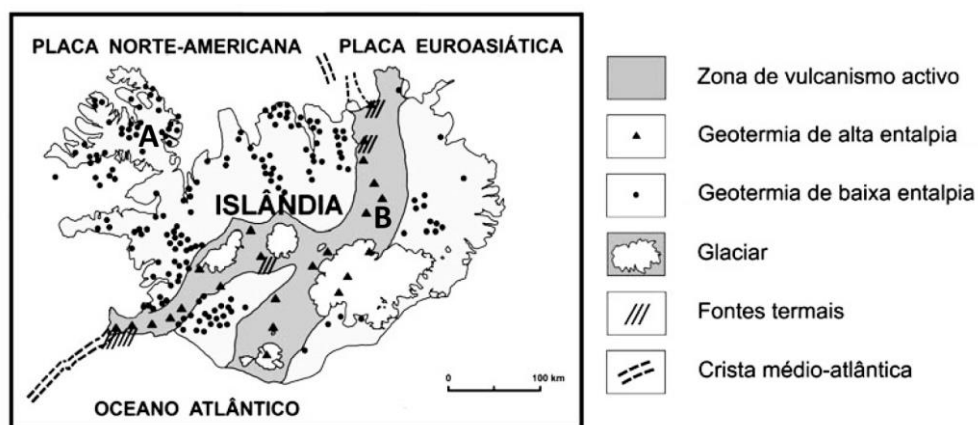 PLACA NORTE-AMERICANA
PLACA EUROASIÁTICA
A
ISLÂNDIA
B
0
100 km
OCEANO ATLÂNTICO
Zona de vulcanismo activo
Geotermia de alta entalpia
Geotermia de baixa entalpia
Glaciar
Fontes termais
Crista médio-atlântica